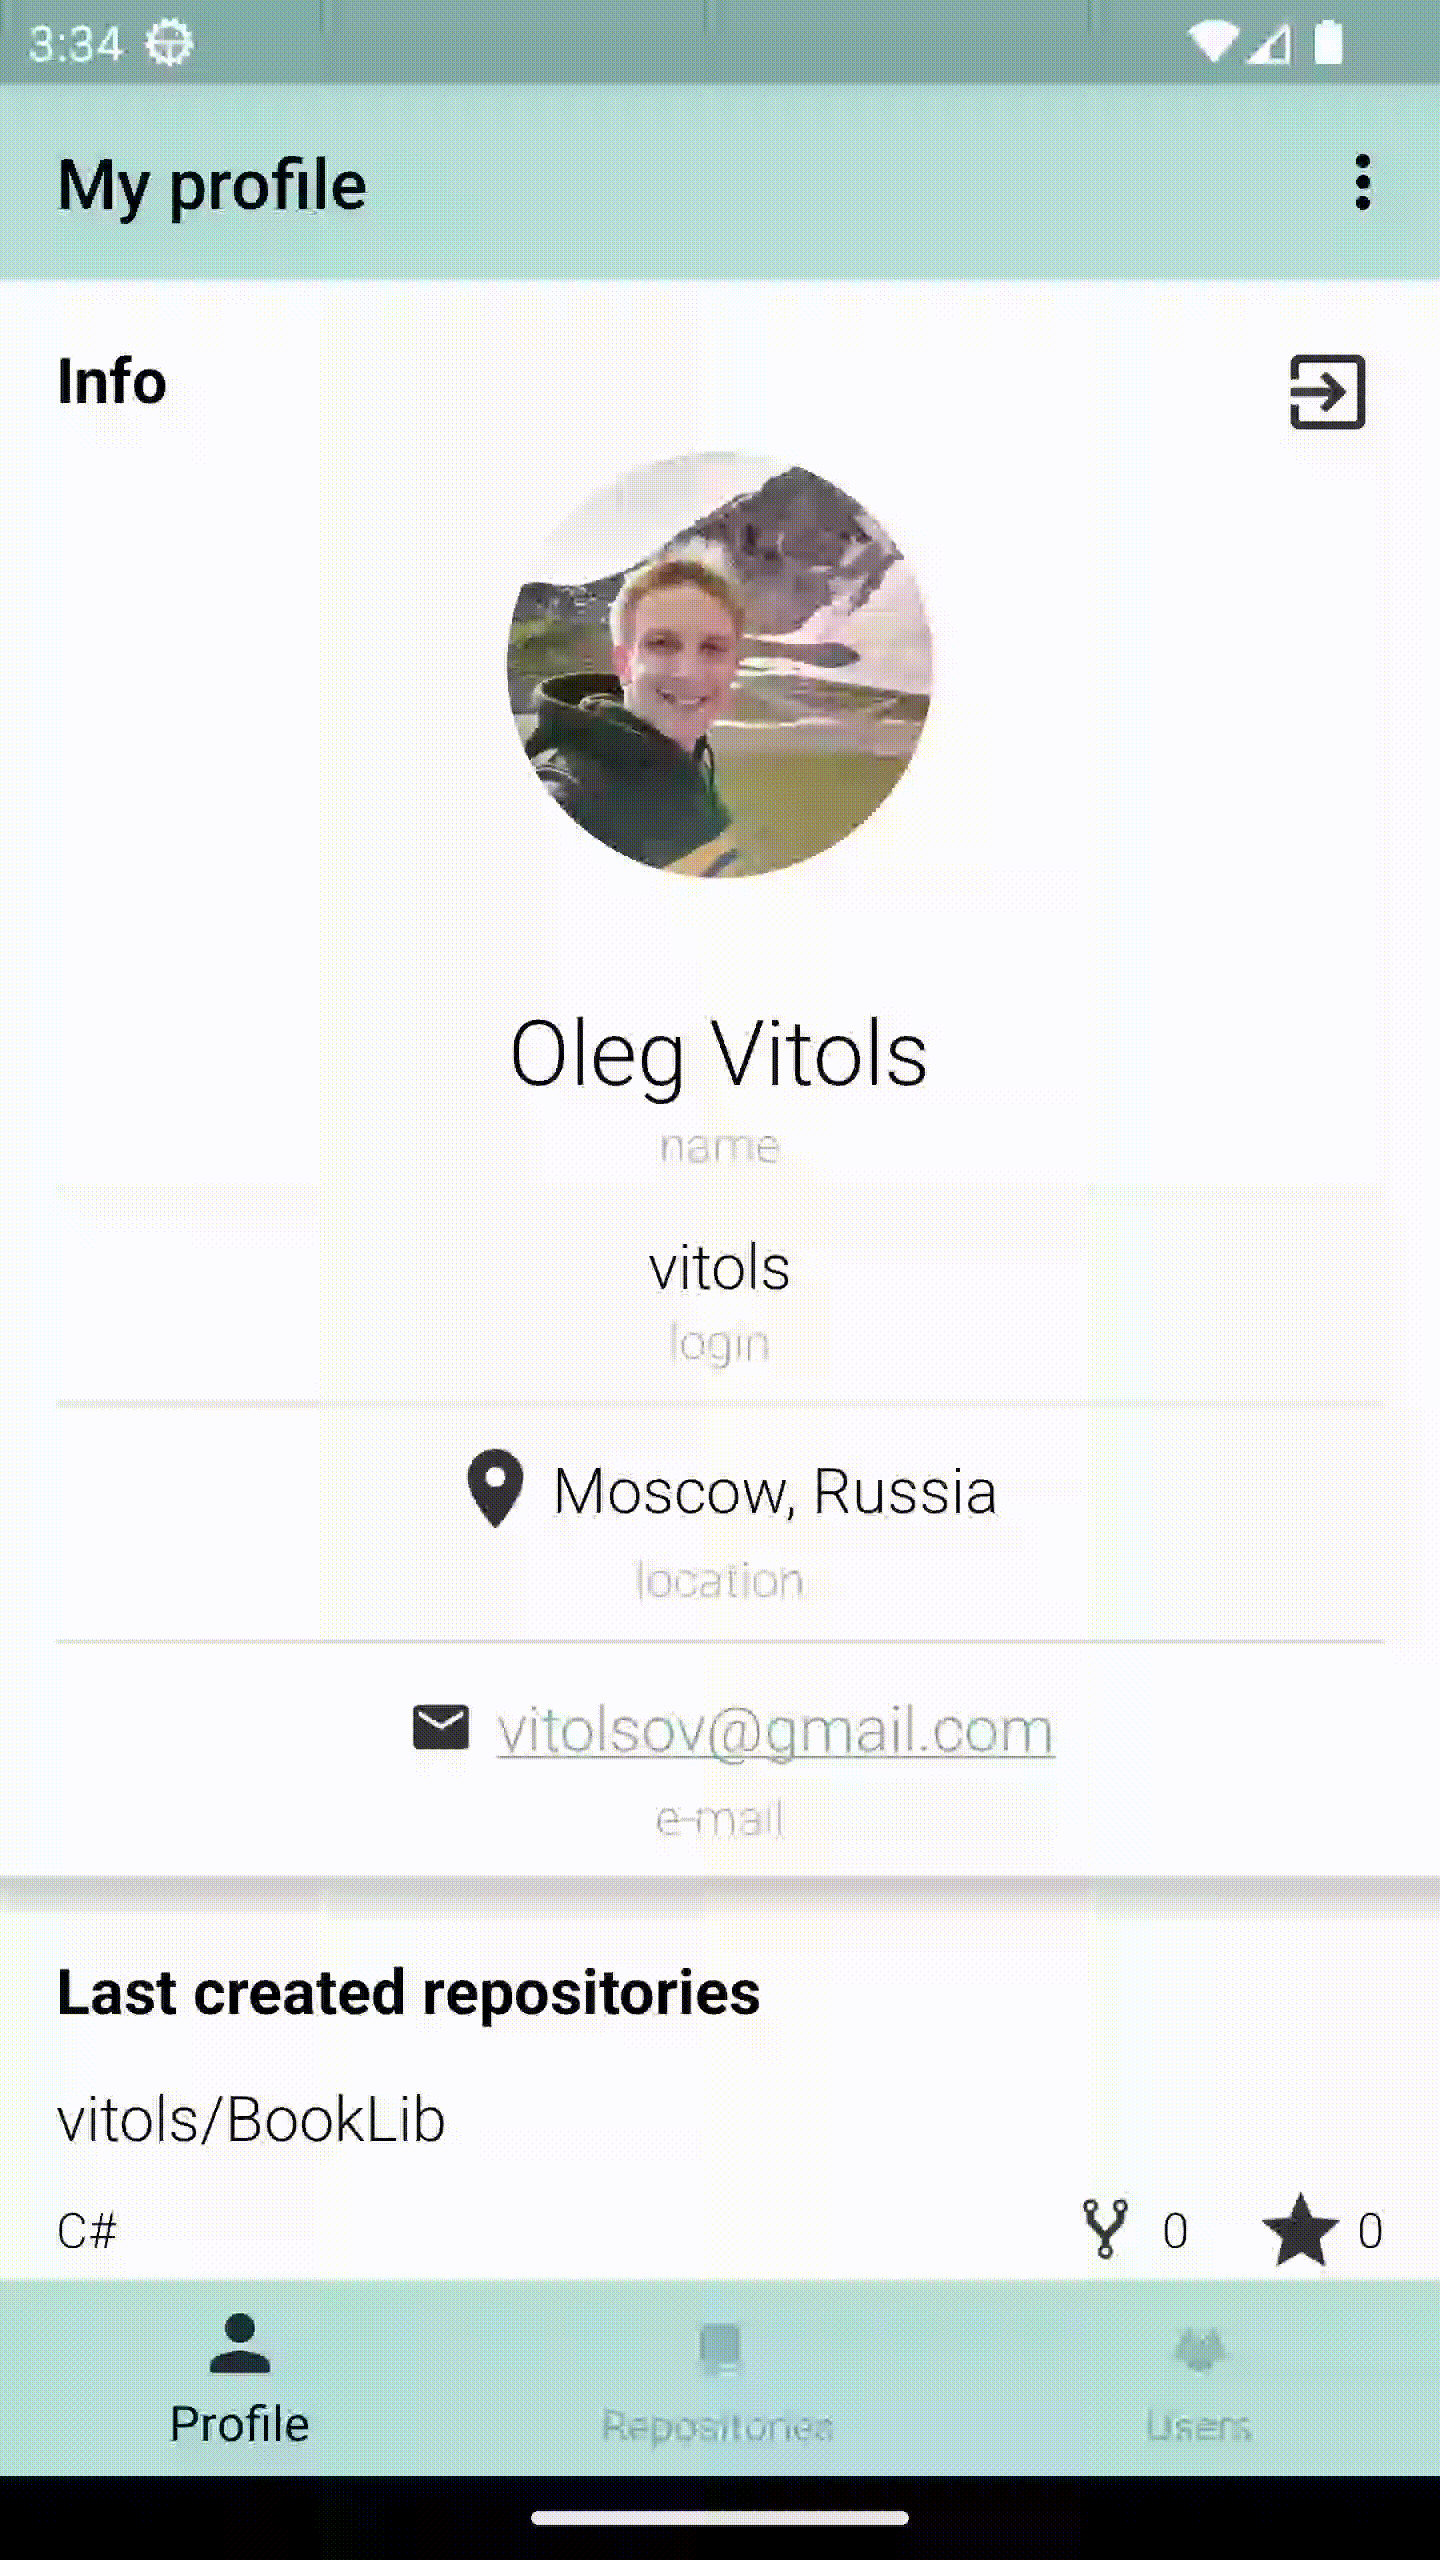 3:34
My profile
Info
Oleg Vitols
name
vitols
login
Moscow, Russia
location
vitolsov@gmail.com
e-mail
Last created repositories
vitols/BookLib
C# 0 0
Profile Repositories Users